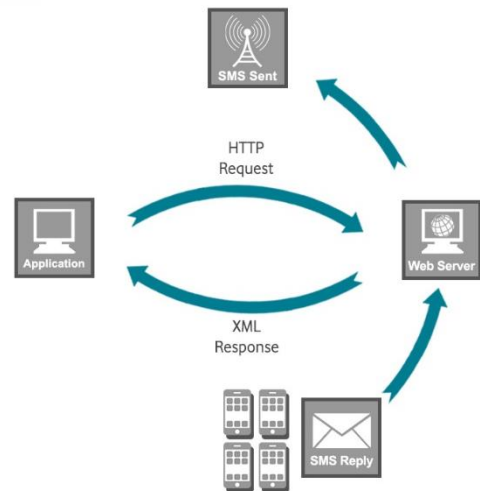 SMS Sent
HTTP
Request
Application
Web Server
XML
Response
SMS Reply